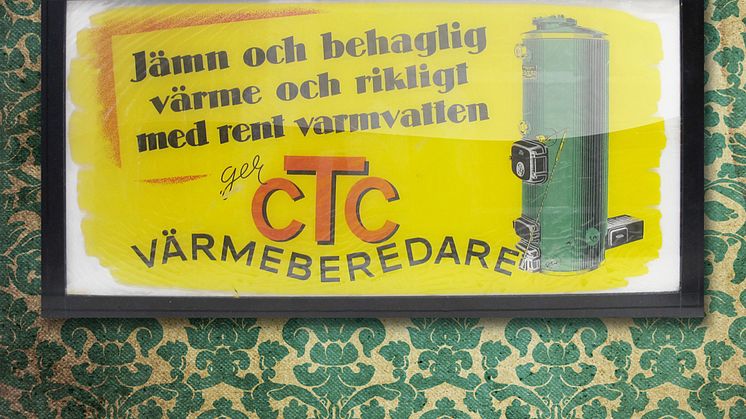 Jämn och behaglig
värme och rikligt
med rent varmvatten
ger
CTC
VÄRMEBEREDARE